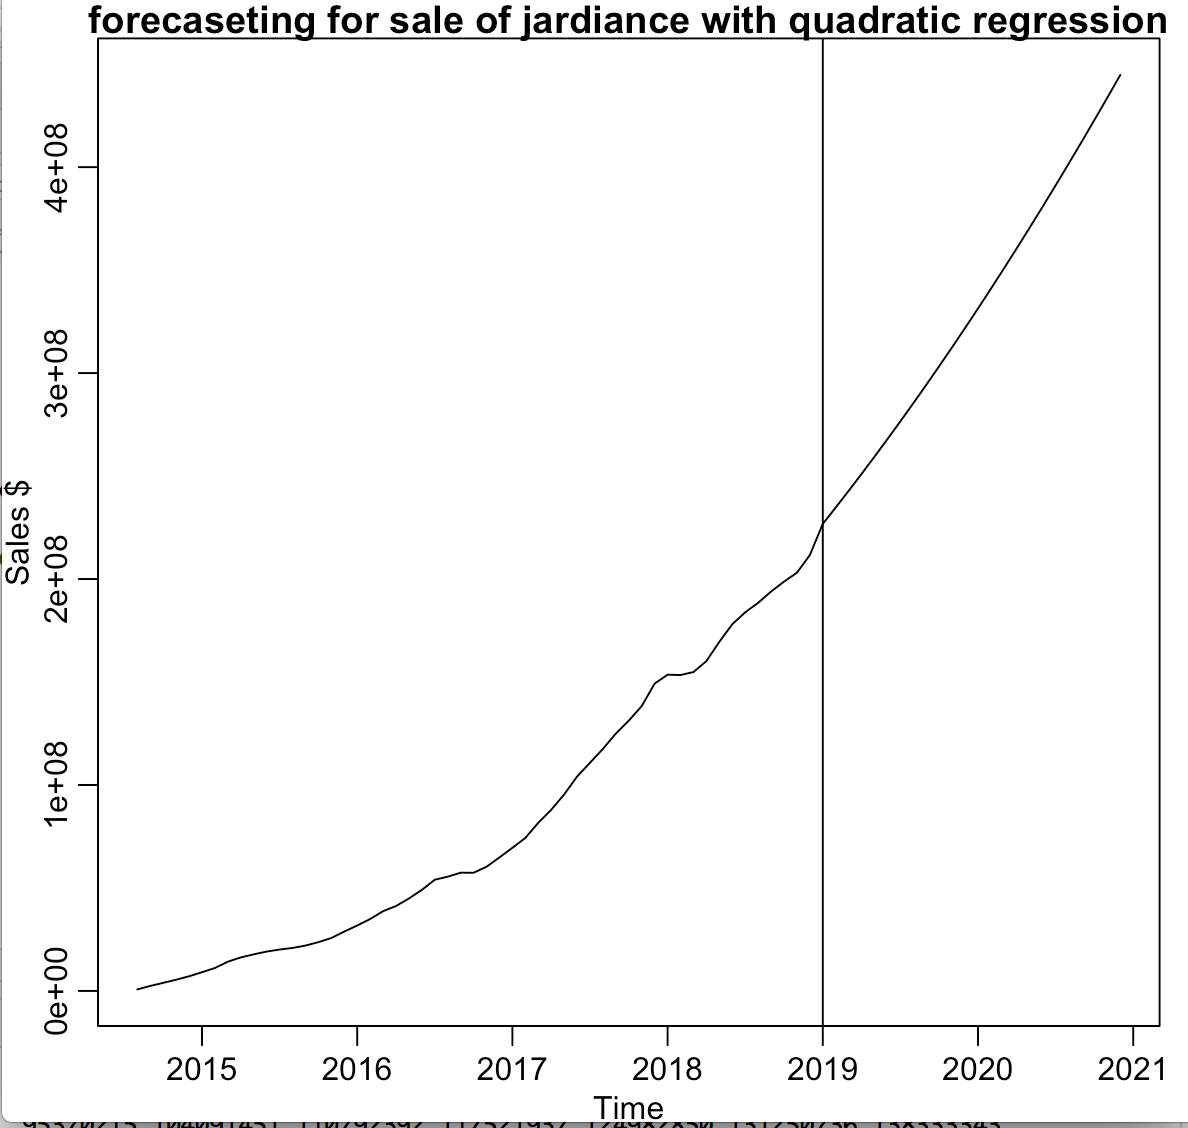 forecaseting for sale of jardiance with quadratic regression
4e+08
3e+08
2e+08
1e+08
0e+00
Sales $
2015 2016 2017 2018 2019 2020 2021
Time